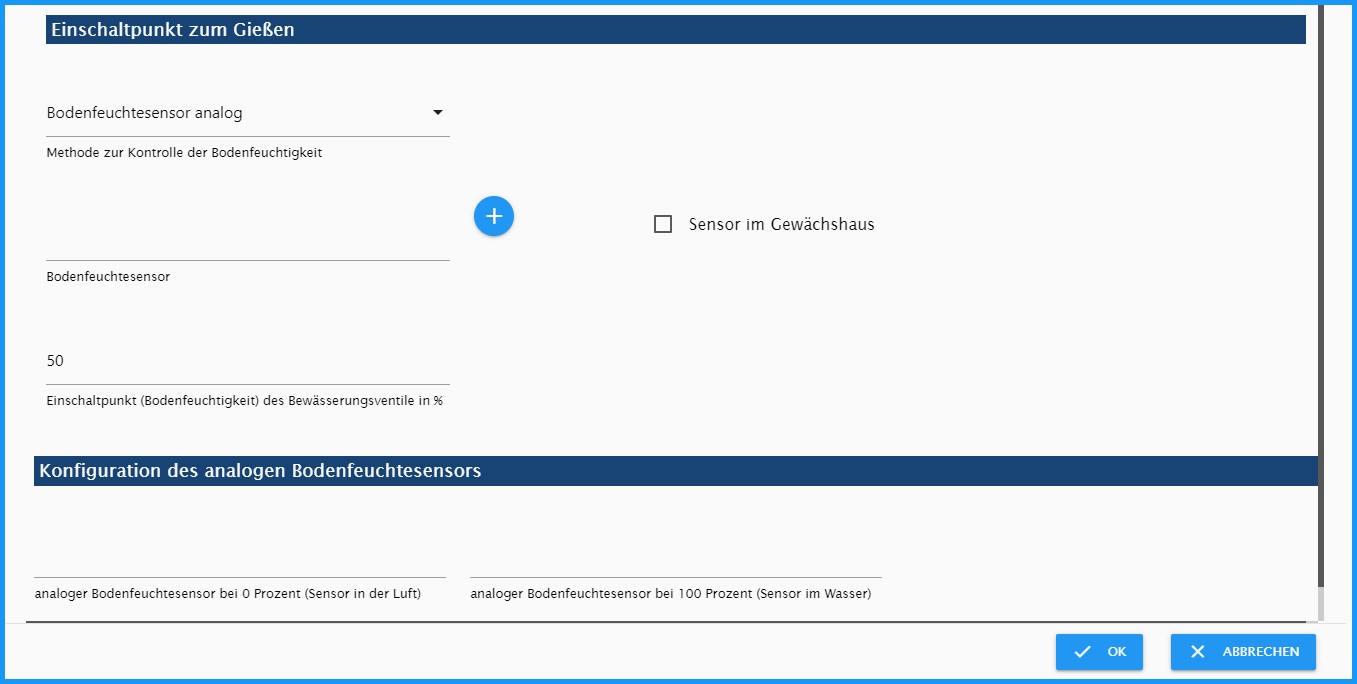 Einschaltpunkt zum Gießen
Bodenfeuchtesensor analog
Methode zur Kontrolle der Bodenfeuchtigkeit
Sensor im Gewächshaus
Bodenfeuchtesensor
50
Einschaltpunkt (Bodenfeuchtigkeit) des Bewässerungsventile in %
Konfiguration des analogen Bodenfeuchtesensors
analoger Bodenfeuchtesensor bei 0 Prozent (Sensor in der Luft)
analoger Bodenfeuchtesensor bei 100 Prozent (Sensor im Wasser)
OK
ABBRECHEN